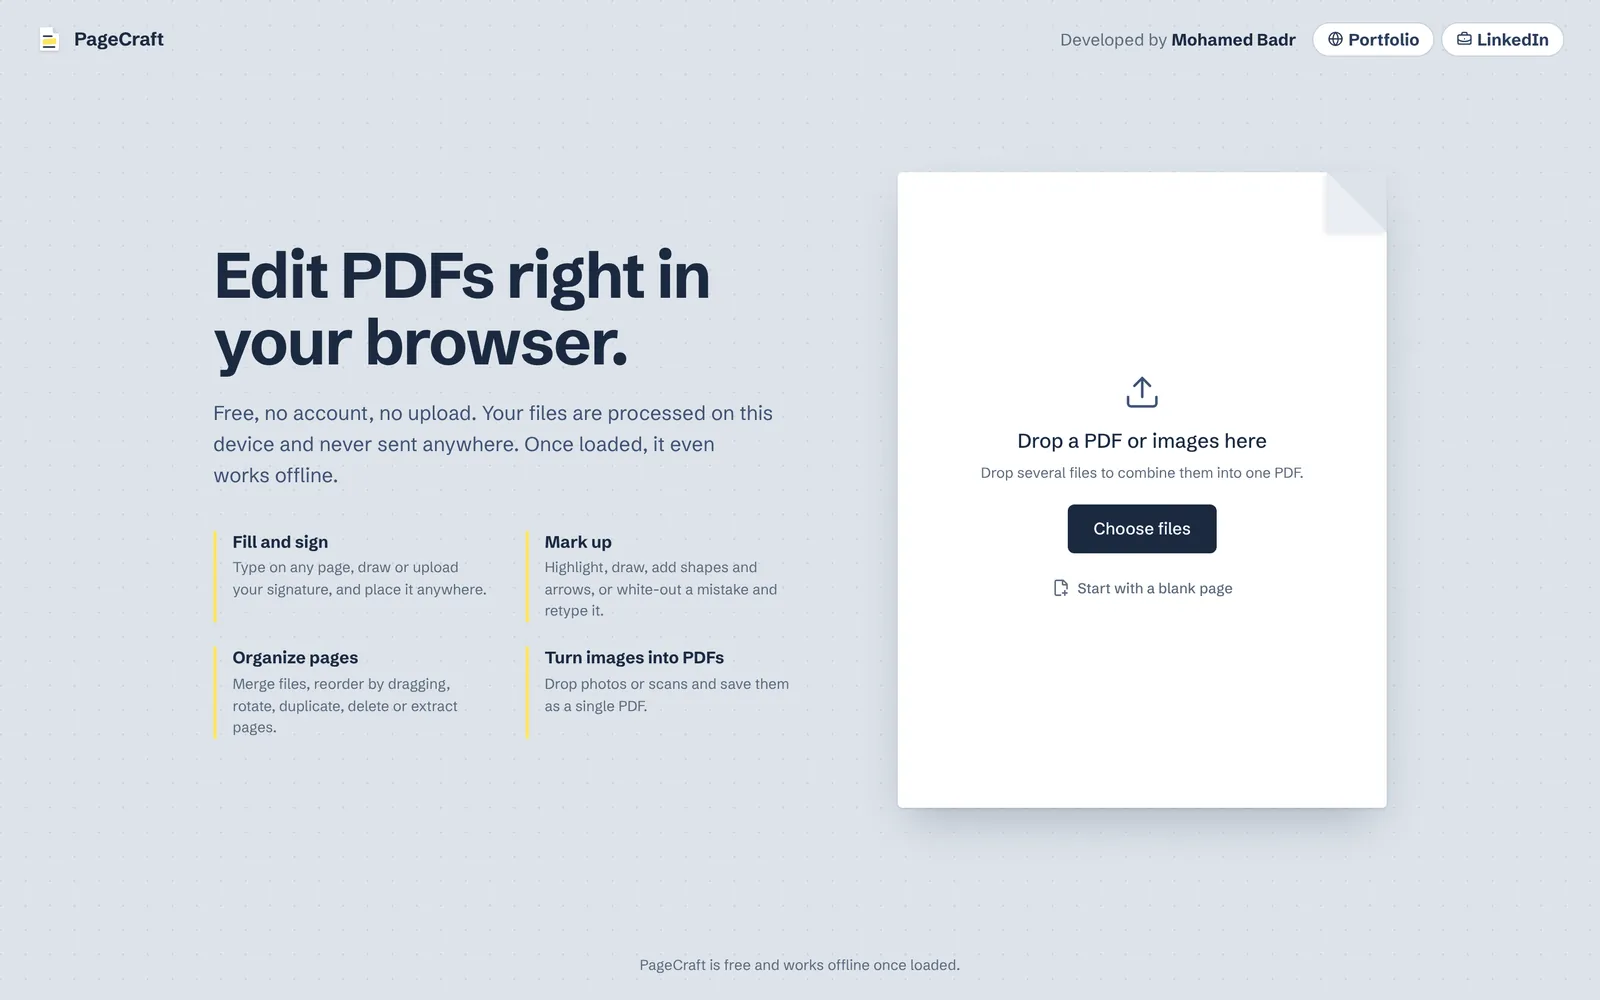 PageCraft
Developed by Mohamed Badr
Portfolio
LinkedIn
Edit PDFs right in
your browser.
Free, no account, no upload. Your files are processed on this
device and never sent anywhere. Once loaded, it even
works offline.
Fill and sign
Type on any page, draw or upload
your signature, and place it anywhere.
Mark up
Highlight, draw, add shapes and
arrows, or white-out a mistake and
retype it.
Organize pages
Merge files, reorder by dragging,
rotate, duplicate, delete or extract
pages.
Turn images into PDFs
Drop photos or scans and save them
as a single PDF.
Drop a PDF or images here
Drop several files to combine them into one PDF.
Choose files
Start with a blank page
PageCraft is free and works offline once loaded.